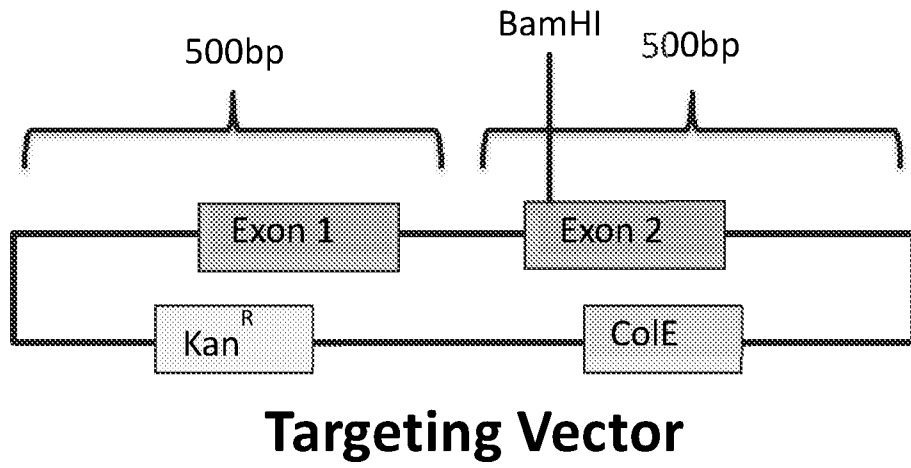 BamHI
500bp
500bp
Exon 1
Exon 2
Kan^R
ColE
Targeting Vector